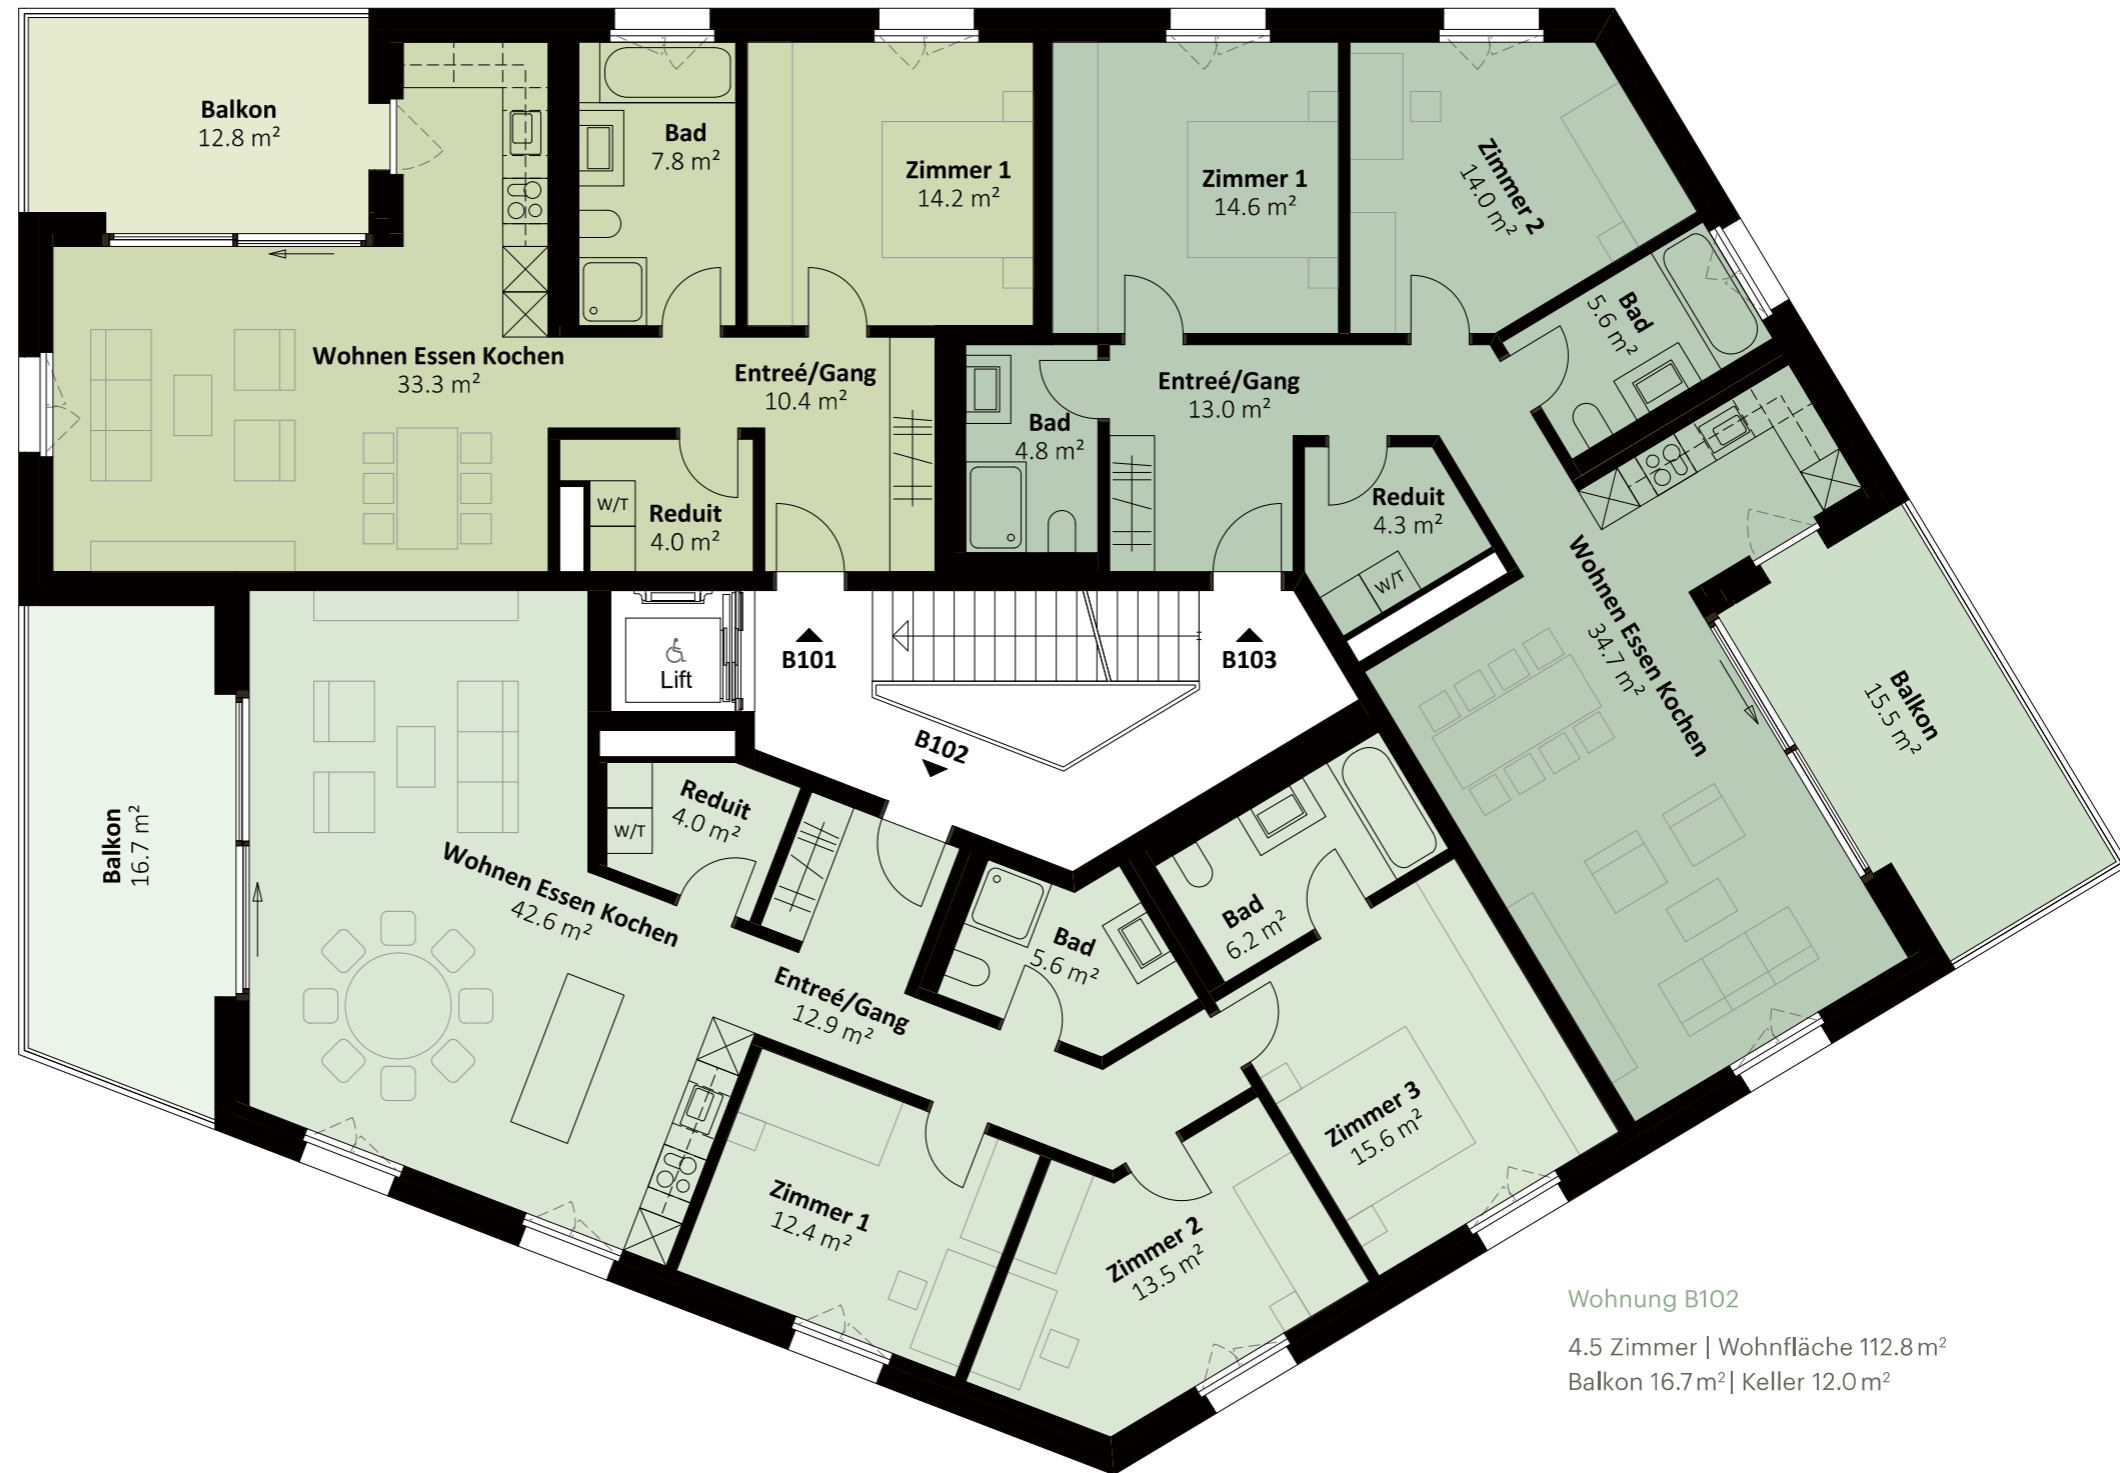 Balkon
12.8 m²
Bad
7.8 m²
Zimmer 1
14.2 m²
Zimmer 1
14.6 m²
Zimmer 2
14.0 m²
Bad
5.6 m²
Wohnen Essen Kochen
33.3 m²
Entreé/Gang
10.4 m²
Bad
4.8 m²
Entreé/Gang
13.0 m²
W/T
Reduit
4.0 m²
Reduit
4.3 m²
W/T
Wohnen Essen Kochen
34.7 m²
Balkon
15.5 m²
Lift
B101
B103
B102
Balkon
16.7 m²
Reduit
4.0 m²
W/T
Wohnen Essen Kochen
42.6 m²
Entreé/Gang
12.9 m²
Bad
5.6 m²
Bad
6.2 m²
Zimmer 1
12.4 m²
Zimmer 2
13.5 m²
Zimmer 3
15.6 m²
Wohnung B102
4.5 Zimmer | Wohnfläche 112.8 m²
Balkon 16.7 m² | Keller 12.0 m²